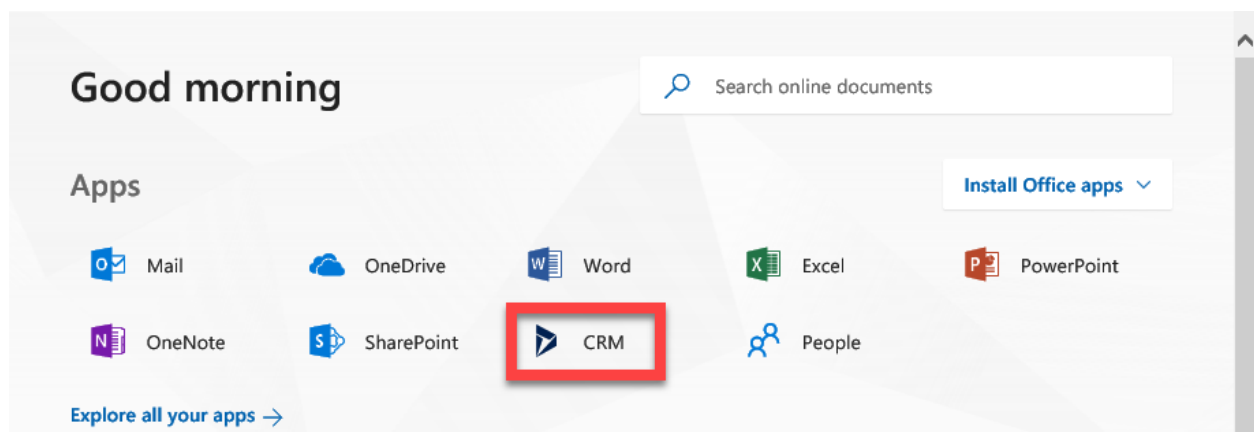 Good morning
Search online documents
Apps
Install Office apps
Mail
OneDrive
Word
Excel
PowerPoint
OneNote
SharePoint
CRM
People
Explore all your apps →